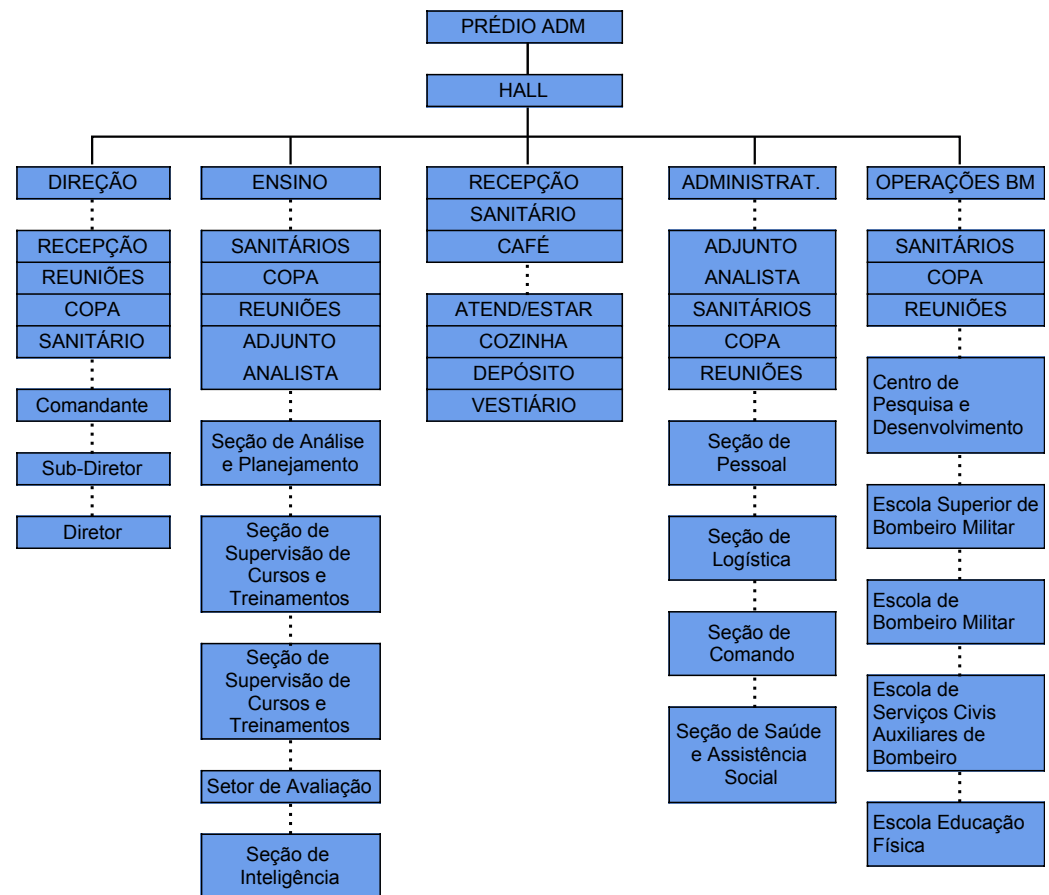 PRÉDIO ADM
HALL
DIREÇÃO
RECEPÇÃO
REUNIÕES
COPA
SANITÁRIO
Comandante
Sub-Diretor
Diretor
ENSINO
SANITÁRIOS
COPA
REUNIÕES
ADJUNTO
ANALISTA
Seção de Análise
e Planejamento
Seção de
Supervisão de
Cursos e
Treinamentos
Seção de
Supervisão de
Cursos e
Treinamentos
Setor de Avaliação
Seção de
Inteligência
RECEPÇÃO
SANITÁRIO
CAFÉ
ATEND/ESTAR
COZINHA
DEPÓSITO
VESTIÁRIO
ADMINISTRAT.
ADJUNTO
ANALISTA
SANITÁRIOS
COPA
REUNIÕES
Seção de
Pessoal
Seção de
Logística
Seção de
Comando
Seção de Saúde
e Assistência
Social
OPERAÇÕES BM
SANITÁRIOS
COPA
REUNIÕES
Centro de
Pesquisa e
Desenvolvimento
Escola Superior de
Bombeiro Militar
Escola de
Bombeiro Militar
Escola de
Serviços Civis
Auxiliares de
Bombeiro
Escola Educação
Física